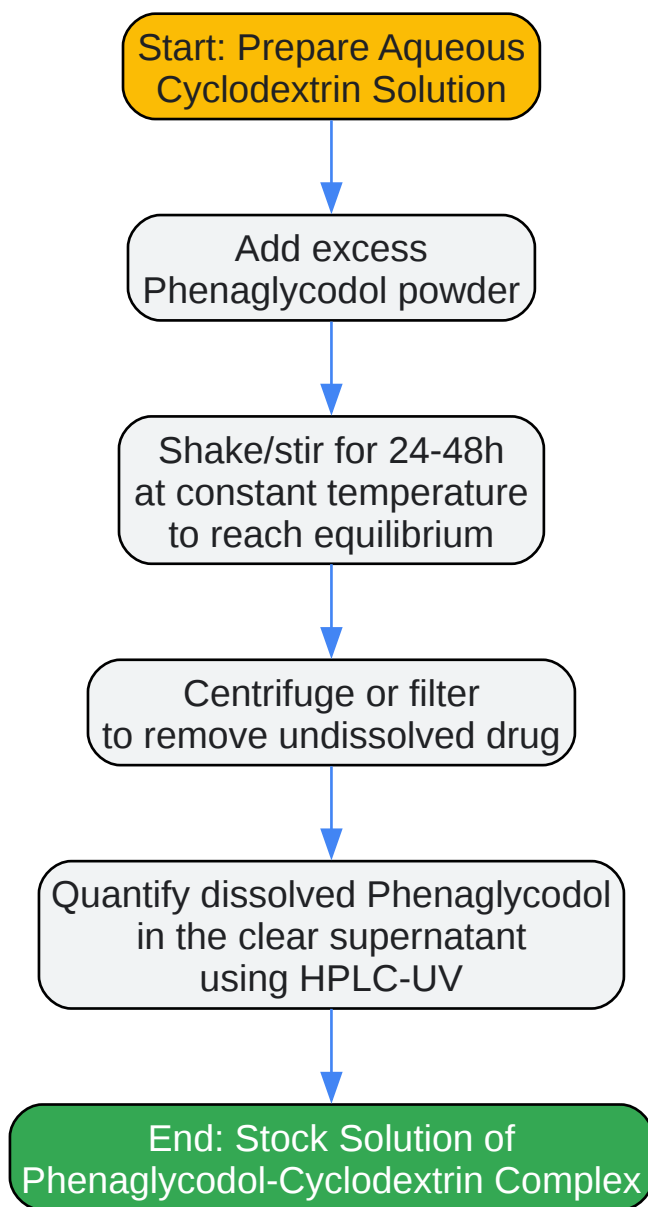 Start: Prepare Aqueous
Cyclodextrin Solution
Add excess
Phenaglycodol powder
Shake/stir for 24-48h
at constant temperature
to reach equilibrium
Centrifuge or filter
to remove undissolved drug
Quantify dissolved Phenaglycodol
in the clear supernatant
using HPLC-UV
End: Stock Solution of
Phenaglycodol-Cyclodextrin Complex